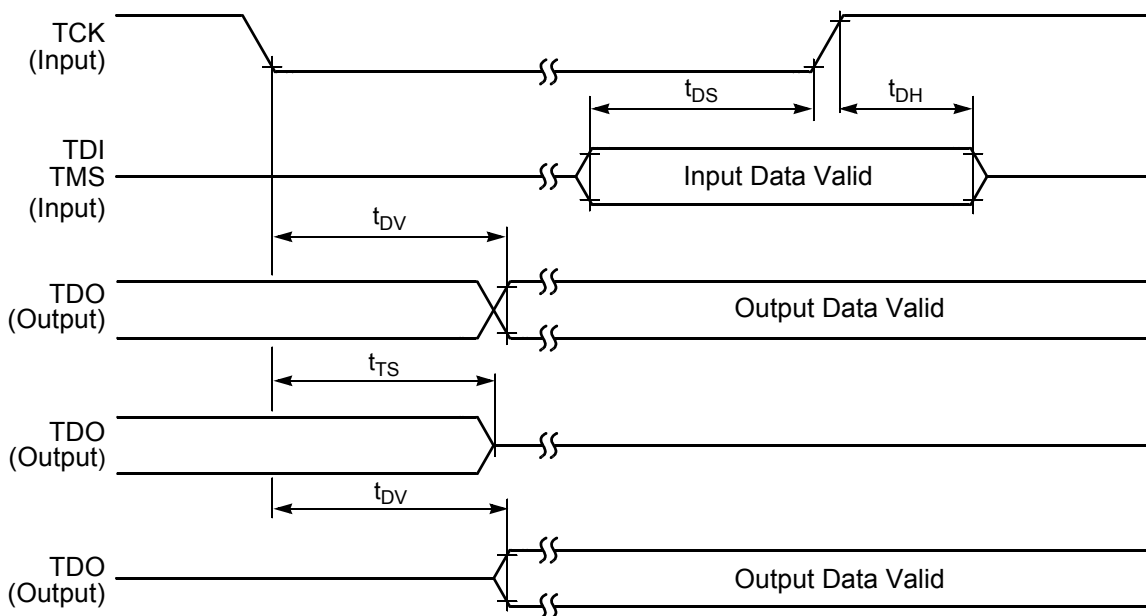 TCK
(Input)
tDS
tDH
TDI
TMS
(Input)
Input Data Valid
tDV
TDO
(Output)
Output Data Valid
tTS
TDO
(Output)
tDV
TDO
(Output)
Output Data Valid